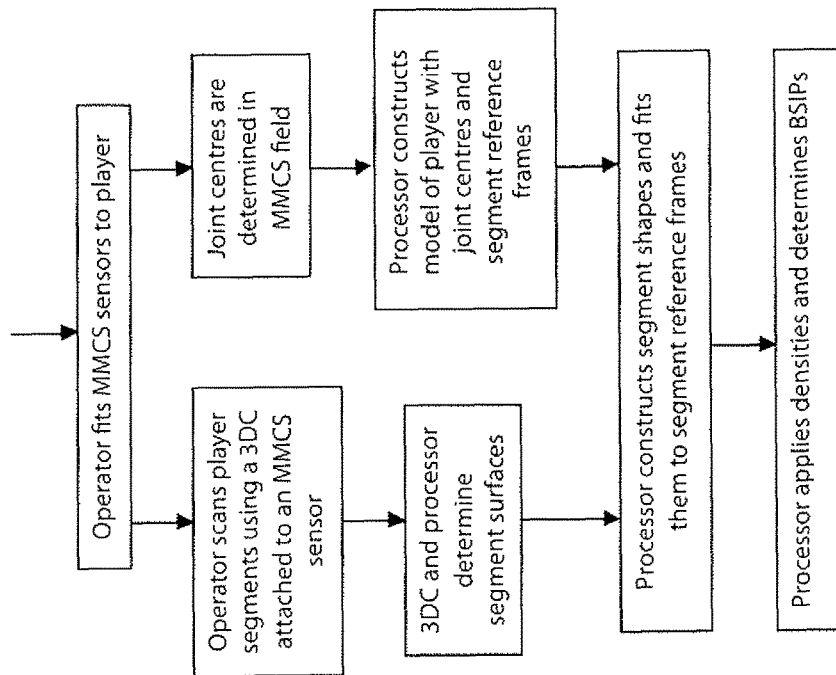 Operator fits MMCS sensors to player
Operator scans player
segments using a 3DC
attached to an MMCS
sensor
Joint centres are
determined in
MMCS field
3DC and processor
determine
segment surfaces
Processor constructs
model of player with
joint centres and
segment reference
frames
Processor constructs segment shapes and fits
them to segment reference frames
Processor applies densities and determines BSIPs